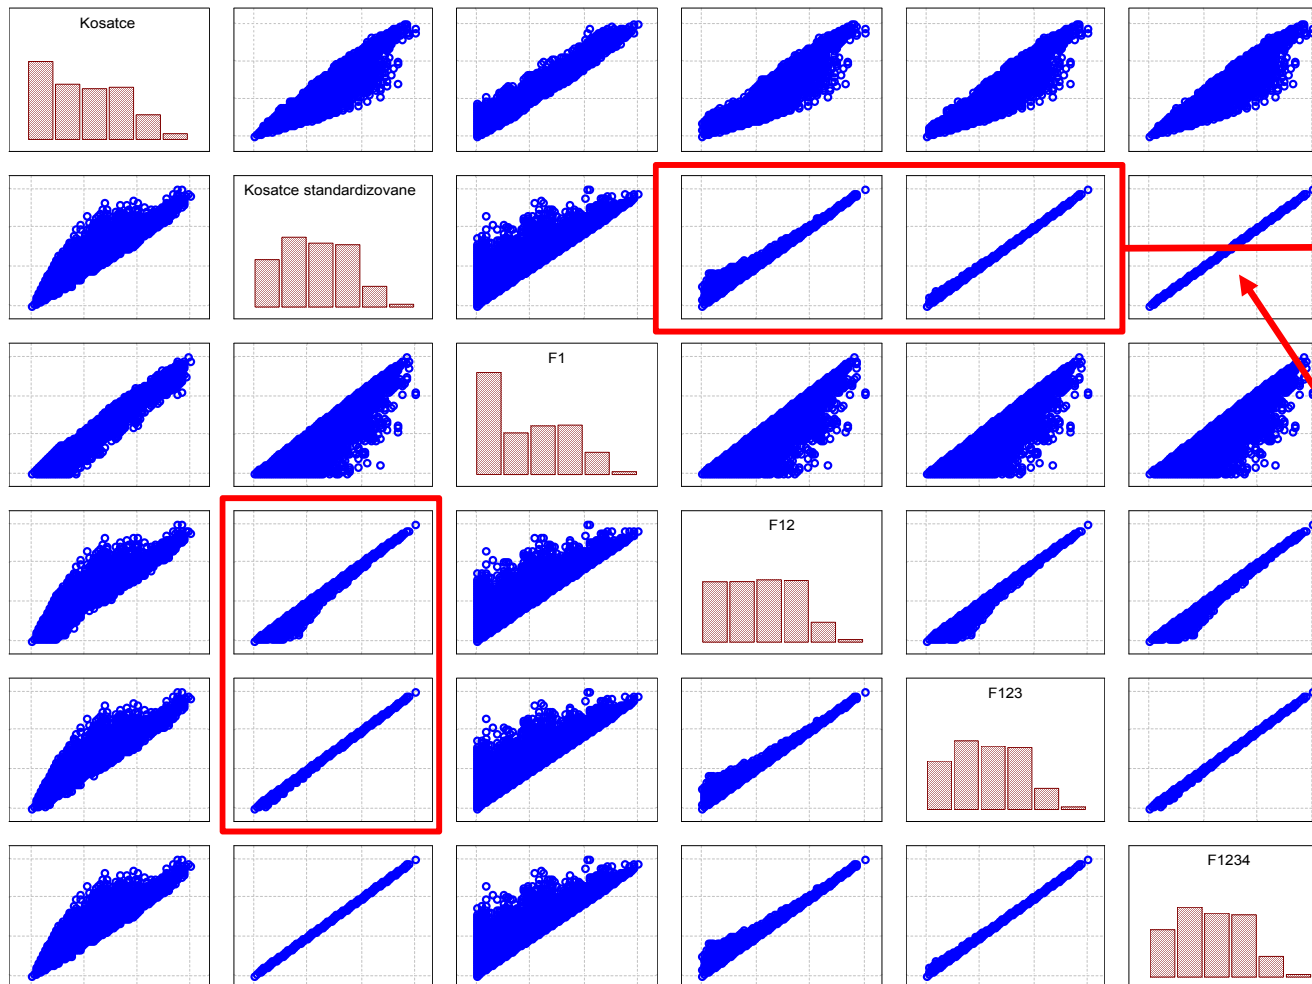 Kosatce
Kosatce standardizovane
F1
F12
F123
F1234